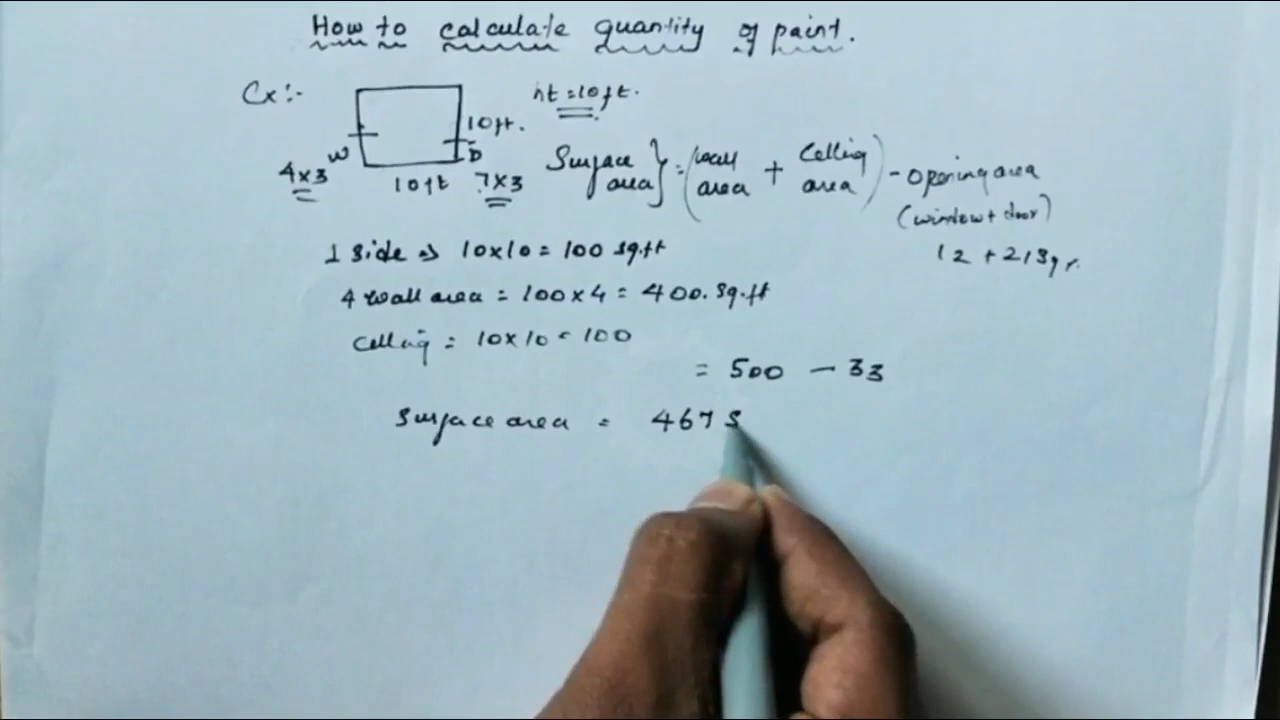 How to calculate quantity of paint.
Ex:-
ht = 10ft.
10ft.
W
D
4x3
10ft
7x3
Surface area } = (wall area + Ceiling area) - opening area
(window + door)
12 + 21
1 side => 10x10 = 100 sq.ft
4 wall area = 100 x 4 = 400. sq.ft
Ceiling = 10x10 = 100
= 500 - 33
Surface area = 467 S